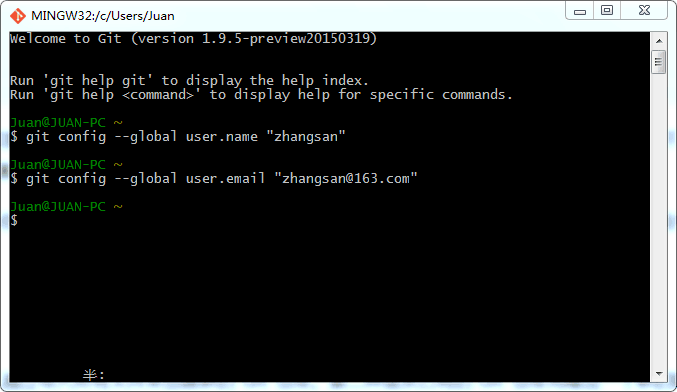 MINGW32:/c/Users/Juan
Welcome to Git (version 1.9.5-preview20150319)
Run 'git help git' to display the help index.
Run 'git help <command>' to display help for specific commands.
Juan@JUAN-PC ~
$ git config --global user.name "zhangsan"
Juan@JUAN-PC ~
$ git config --global user.email "zhangsan@163.com"
Juan@JUAN-PC ~
$
半: